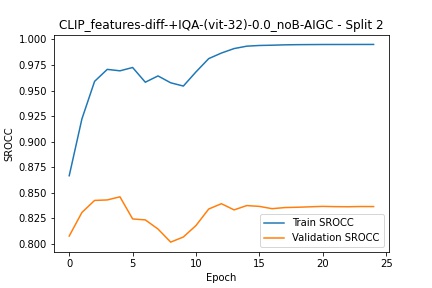 CLIP_features-diff-+IQA-(vit-32)-0.0_noB-AIGC - Split 2
1.000
0.975
0.950
0.925
0.900
0.875
0.850
0.825
0.800
SROCC
Train SROCC
Validation SROCC
0 5 10 15 20 25
Epoch